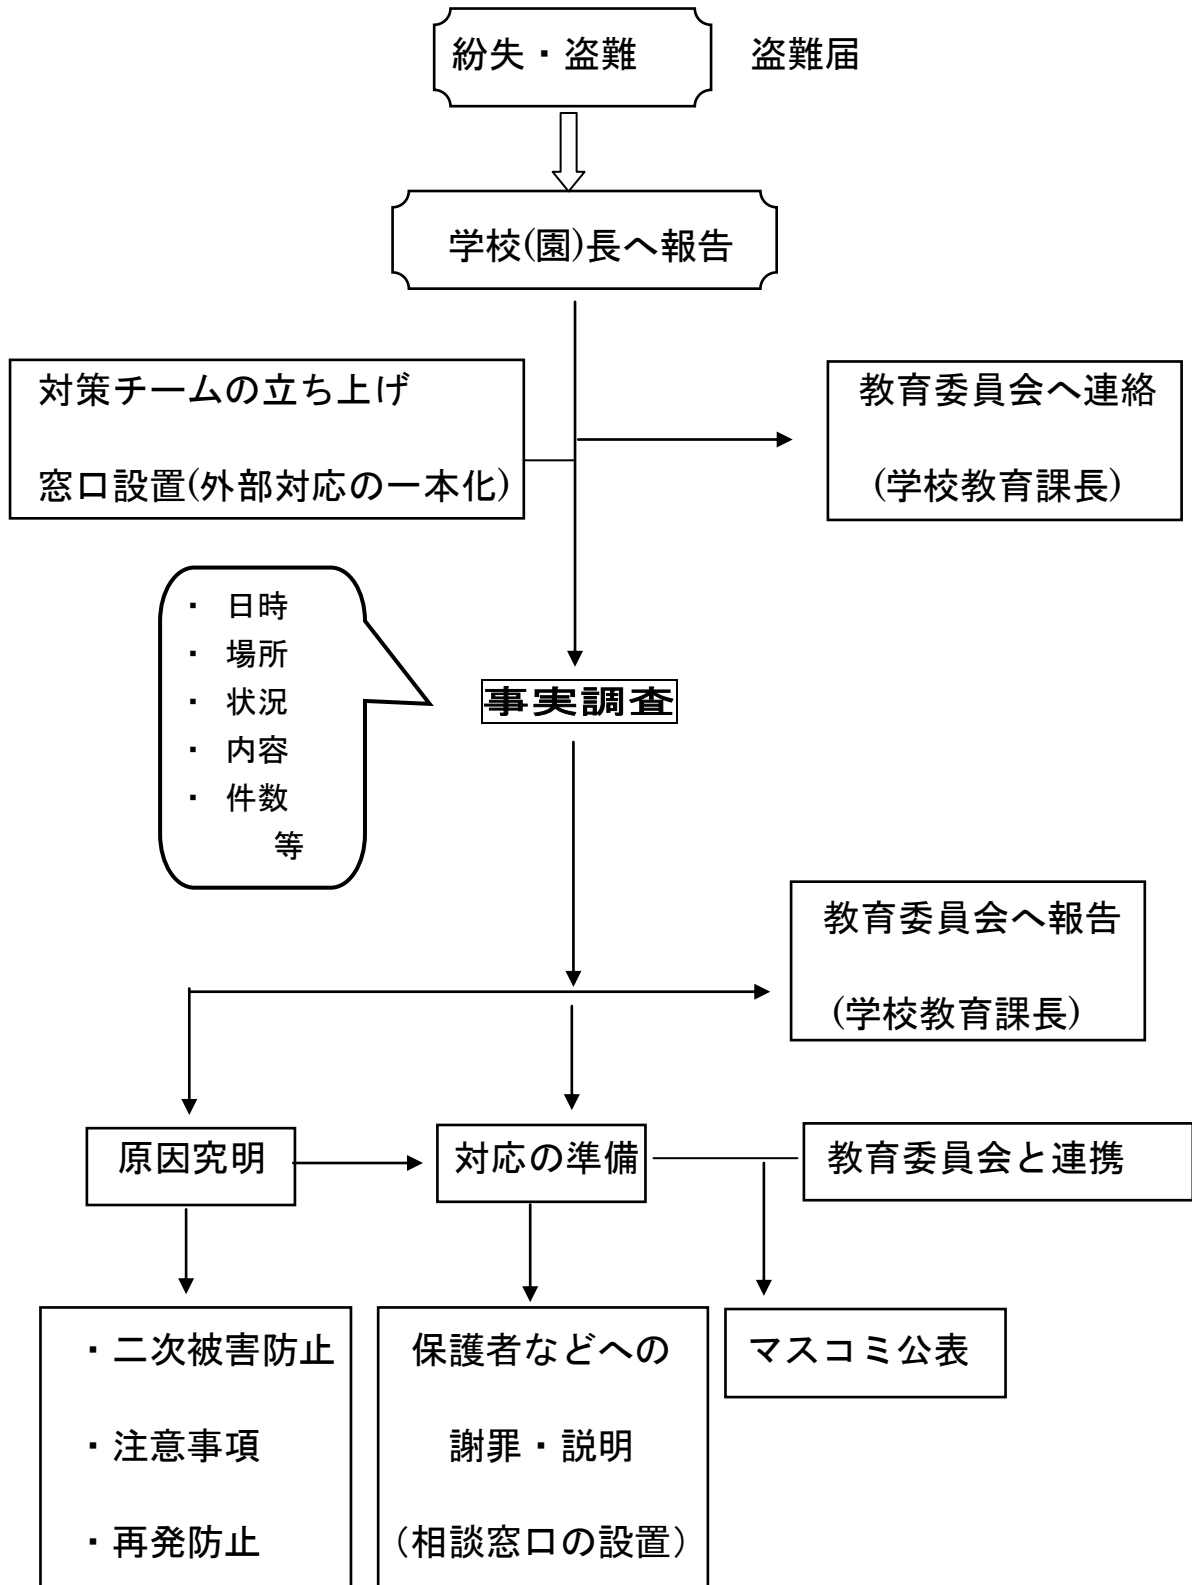 紛失・盗難
盗難届
学校(園)長へ報告
対策チームの立ち上げ
窓口設置(外部対応の一本化)
教育委員会へ連絡
(学校教育課長)
・ 日時
・ 場所
・ 状況
・ 内容
・ 件数
等
事実調査
教育委員会へ報告
(学校教育課長)
原因究明
対応の準備
教育委員会と連携
・二次被害防止
・注意事項
・再発防止
保護者などへの
謝罪・説明
（相談窓口の設置）
マスコミ公表